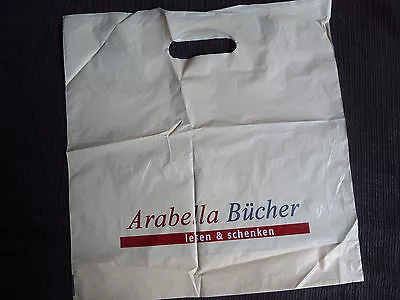 Arabella Bücher
lesen & schenken